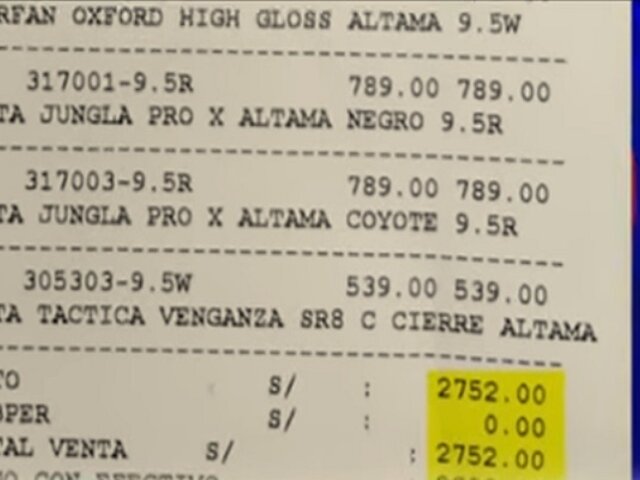 RFAN OXFORD HIGH GLOSS ALTAMA 9.5W
317001-9.5R 789.00 789.00
TA JUNGLA PRO X ALTAMA NEGRO 9.5R
317003-9.5R 789.00 789.00
TA JUNGLA PRO X ALTAMA COYOTE 9.5R
305303-9.5W 539.00 539.00
TA TACTICA VENGANZA SR8 C CIERRE ALTAMA
TO S/ : 2752.00
BPER S/ : 0.00
TAL VENTA S/ : 2752.00